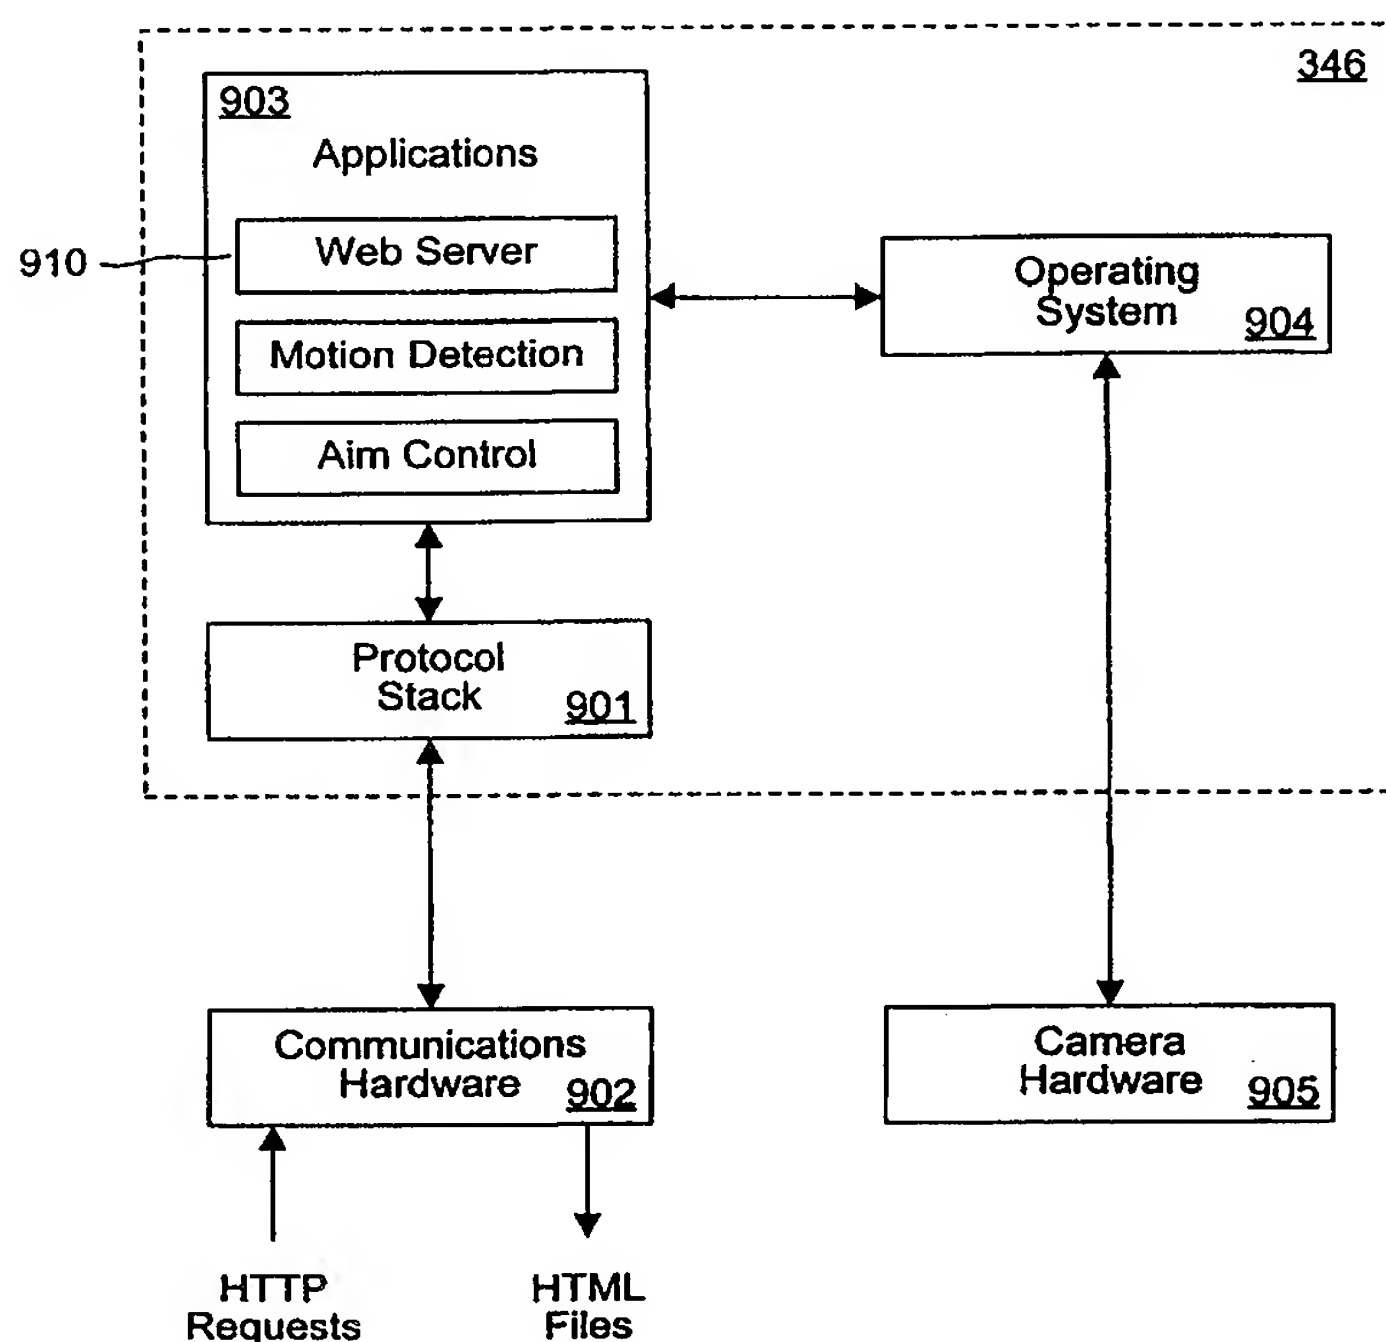 346
903
Applications
910
Web Server
Motion Detection
Aim Control
Operating
System
904
Protocol
Stack
901
Communications
Hardware
902
Camera
Hardware
905
HTTP
Requests
HTML
Files